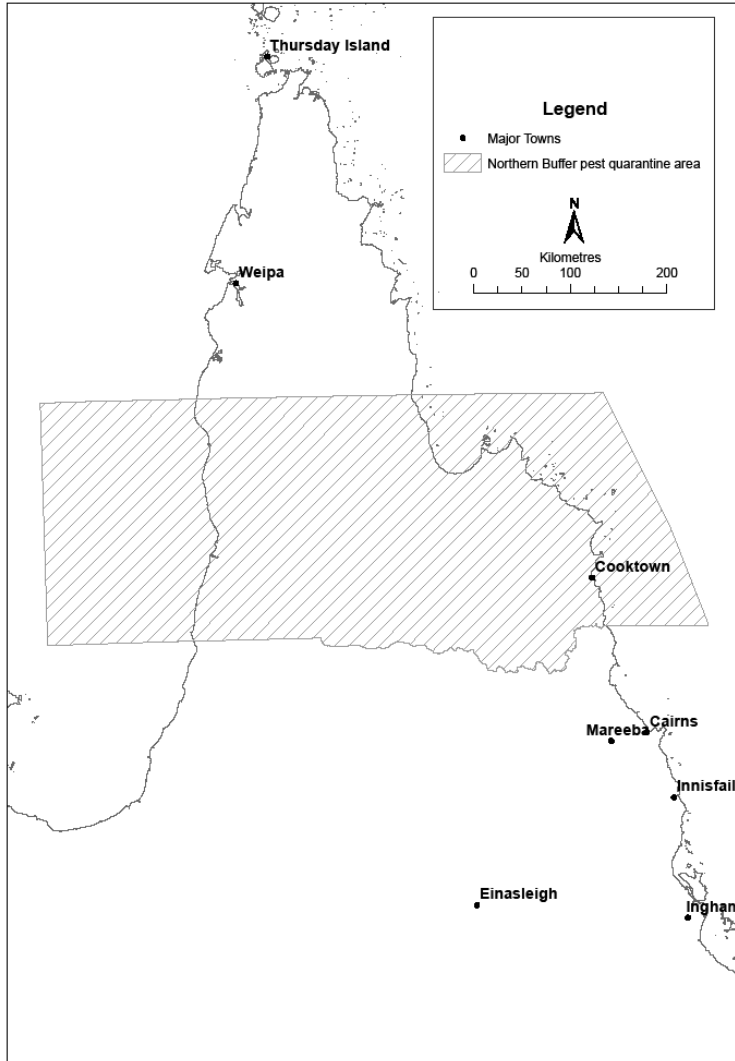 Thursday Island
Legend
Major Towns
Northern Buffer pest quarantine area
N
Kilometres
0 50 100 200
Weipa
Cooktown
Cairns
Mareeba
Innisfail
Einasleigh
Ingham